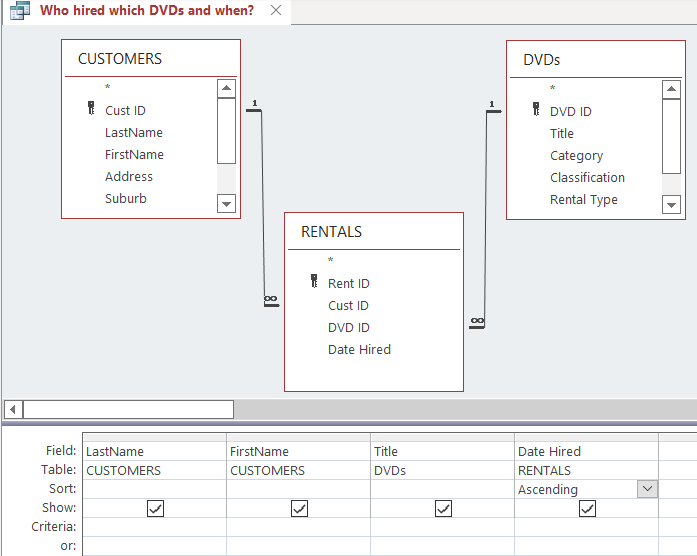 Who hired which DVDs and when?
CUSTOMERS
*
Cust ID
LastName
FirstName
Address
Suburb
DVDs
*
DVD ID
Title
Category
Classification
Rental Type
1
1
∞
∞
RENTALS
*
Rent ID
Cust ID
DVD ID
Date Hired
Field: LastName FirstName Title Date Hired
Table: CUSTOMERS CUSTOMERS DVDs RENTALS
Sort: Ascending
Show:
Criteria:
or: